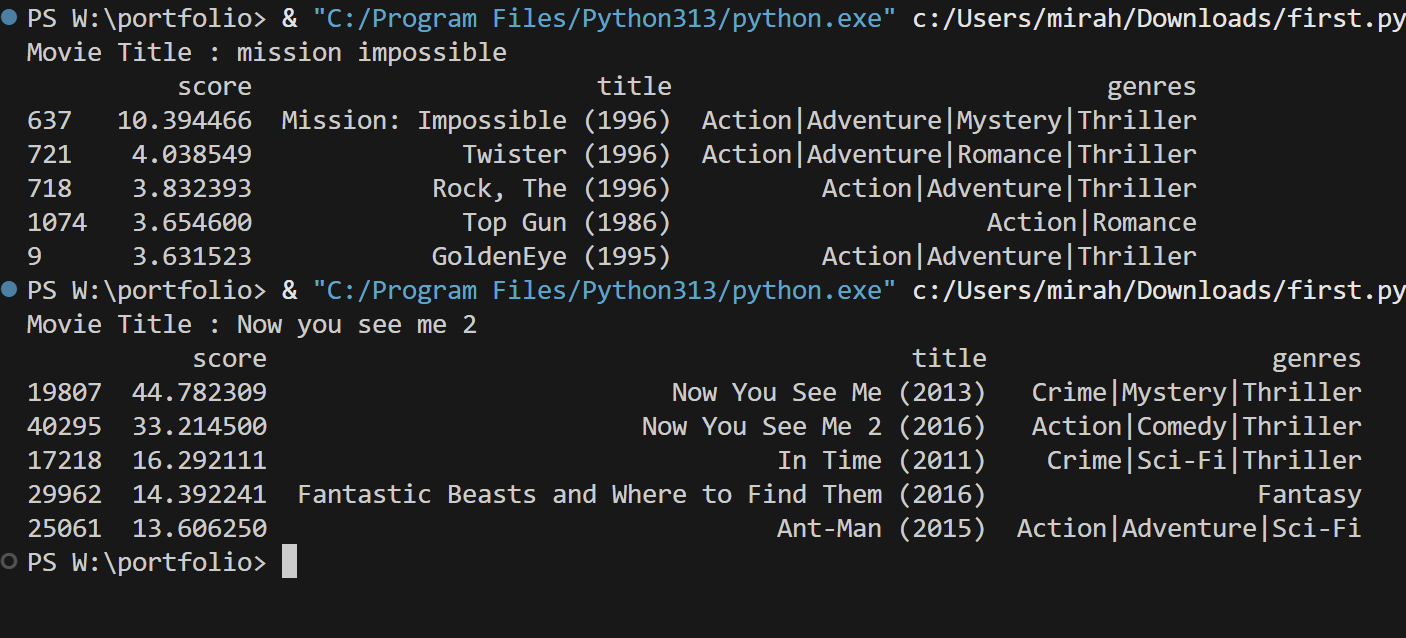 PS W:\portfolio> & "C:/Program Files/Python313/python.exe" c:/Users/mirah/Downloads/first.py
Movie Title : mission impossible
score title genres
637 10.394466 Mission: Impossible (1996) Action|Adventure|Mystery|Thriller
721 4.038549 Twister (1996) Action|Adventure|Romance|Thriller
718 3.832393 Rock, The (1996) Action|Adventure|Thriller
1074 3.654600 Top Gun (1986) Action|Romance
9 3.631523 GoldenEye (1995) Action|Adventure|Thriller
PS W:\portfolio> & "C:/Program Files/Python313/python.exe" c:/Users/mirah/Downloads/first.py
Movie Title : Now you see me 2
score title genres
19807 44.782309 Now You See Me (2013) Crime|Mystery|Thriller
40295 33.214500 Now You See Me 2 (2016) Action|Comedy|Thriller
17218 16.292111 In Time (2011) Crime|Sci-Fi|Thriller
29962 14.392241 Fantastic Beasts and Where to Find Them (2016) Fantasy
25061 13.606250 Ant-Man (2015) Action|Adventure|Sci-Fi
PS W:\portfolio>